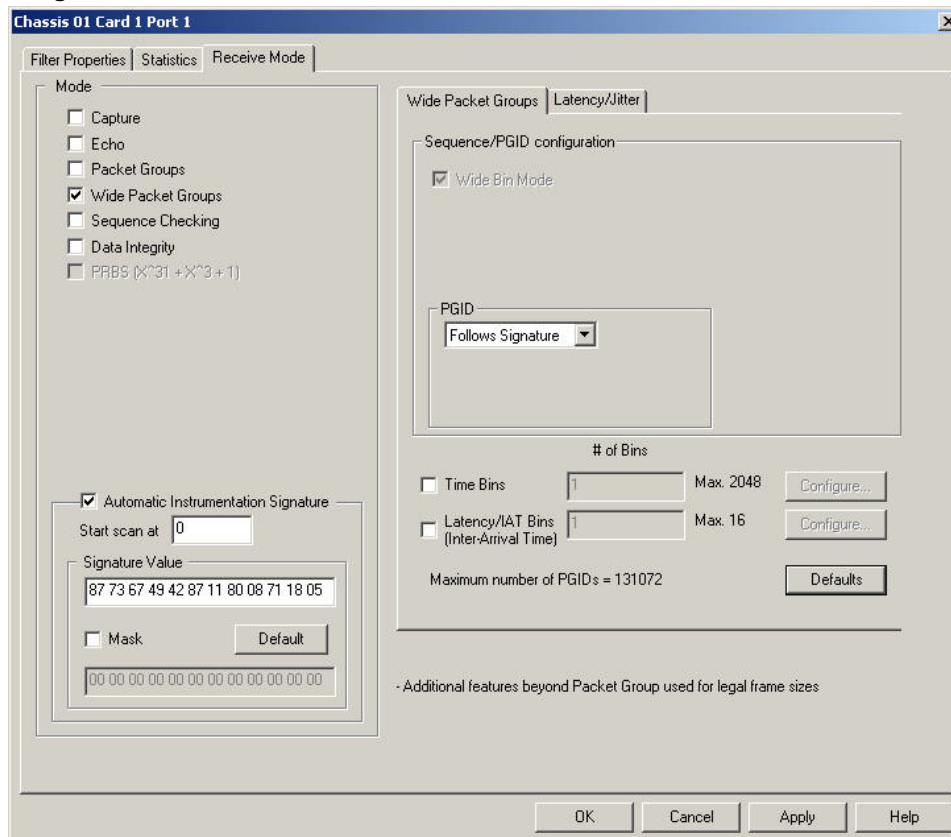 Chassis 01 Card 1 Port 1
Filter Properties Statistics Receive Mode
Mode
Capture
Echo
Packet Groups
Wide Packet Groups
Sequence Checking
Data Integrity
PRBS (X^31 + X^3 + 1)
Automatic Instrumentation Signature
Start scan at 0
Signature Value
87 73 67 49 42 87 11 80 08 71 18 05
Mask Default
00 00 00 00 00 00 00 00 00 00 00 00
Wide Packet Groups Latency/Jitter
Sequence/PGID configuration
Wide Bin Mode
PGID
Follows Signature
# of Bins
Time Bins 1 Max. 2048 Configure...
Latency/IAT Bins 1 Max. 16 Configure...
(Inter-Arrival Time)
Maximum number of PGIDs = 131072 Defaults
- Additional features beyond Packet Group used for legal frame sizes
OK Cancel Apply Help